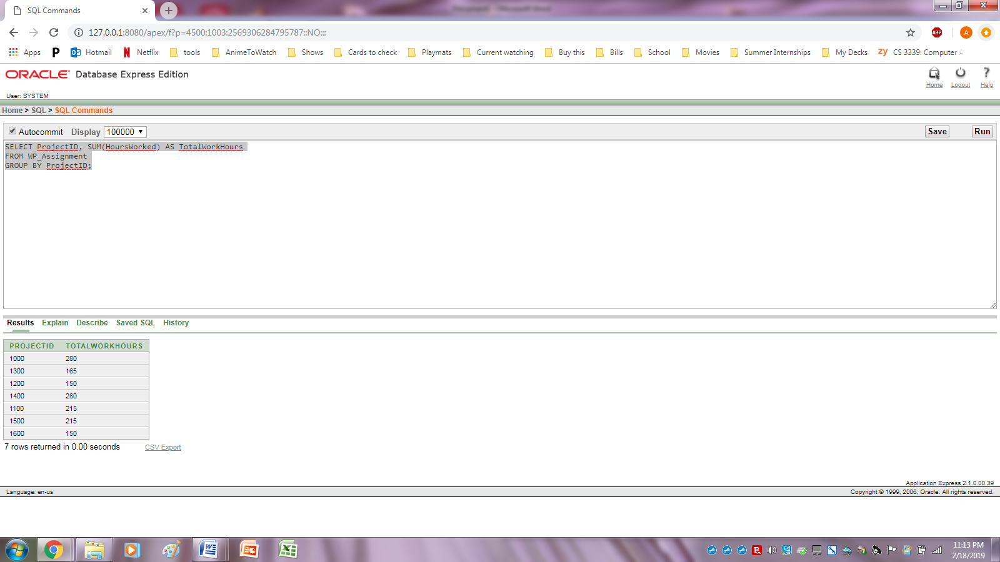 SQL Commands
127.0.0.1:8080/apex/f?p=4500:1003:2569306284795787::NO:::
ABP
A
Apps
P
Hotmail
N
Netflix
tools
AnimeToWatch
Shows
Cards to check
Playmats
Current watching
Buy this
Bills
School
Movies
Summer Internships
My Decks
zy
CS 3339: Computer A
ORACLE Database Express Edition
Home
Logout
Help
User: SYSTEM
Home > SQL > SQL Commands
Autocommit Display 100000
Save
Run
SELECT ProjectID, SUM(HoursWorked) AS TotalWorkHours
FROM WP_Assignment
GROUP BY ProjectID;
Results Explain Describe Saved SQL History
PROJECTID TOTALWORKHOURS
1000 280
1300 165
1200 150
1400 280
1100 215
1500 215
1600 150
7 rows returned in 0.00 seconds
CSV Export
Application Express 2.1.0.00.39
Language: en-us
Copyright © 1999, 2006, Oracle. All rights reserved.
11:13 PM
2/18/2019